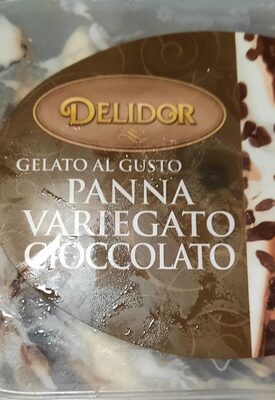 DELIDOR
GELATO AL GUSTO
PANNA
VARIEGATO
CIOCCOLATO